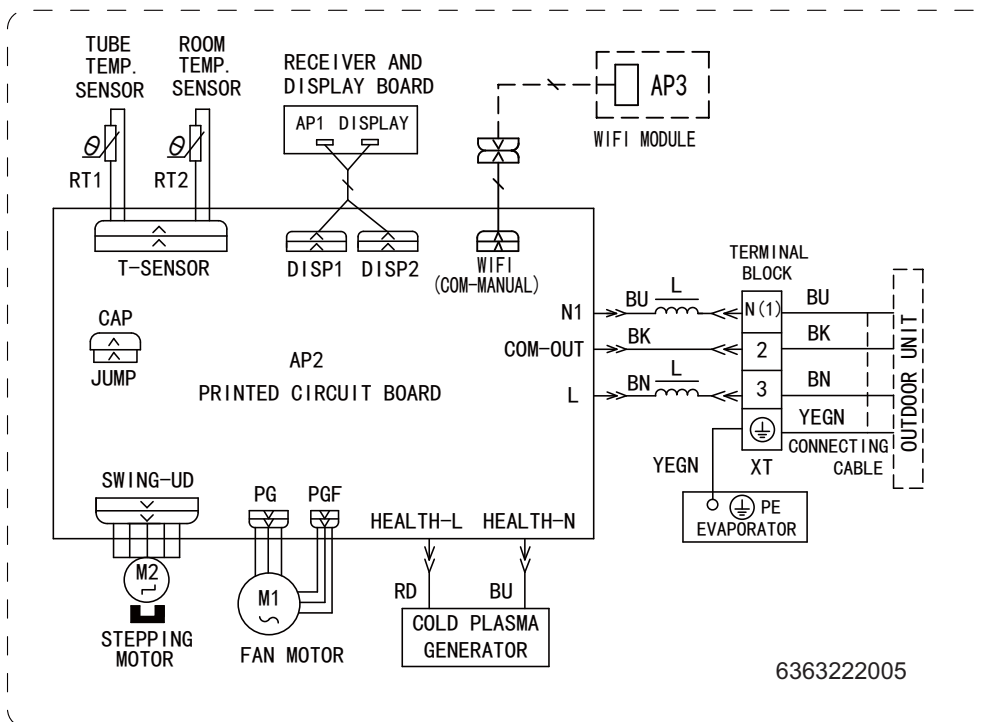 TUBE
TEMP.
SENSOR
ROOM
TEMP.
SENSOR
RECEIVER AND
DISPLAY BOARD
AP1 DISPLAY
AP3
WIFI MODULE
θ
RT1
θ
RT2
T-SENSOR
DISP1
DISP2
WIFI
(COM-MANUAL)
CAP
JUMP
AP2
PRINTED CIRCUIT BOARD
N1
COM-OUT
L
BU
L
BK
BN
L
TERMINAL
BLOCK
N(1)
2
3
XT
BU
BK
BN
YEGN
CONNECTING
CABLE
OUTDOOR UNIT
YEGN
PE
EVAPORATOR
SWING-UD
M2
STEPPING
MOTOR
PG
PGF
M1
FAN MOTOR
HEALTH-L
HEALTH-N
RD
BU
COLD PLASMA
GENERATOR
6363222005